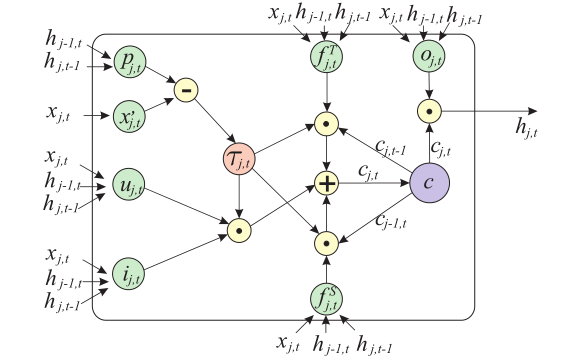 x_{j,t} h_{j-1,t} h_{j,t-1} x_{j,t} h_{j-1,t} h_{j,t-1}
h_{j-1,t}
h_{j,t-1}
p_{j,t}
f^T_{j,t}
o_{j,t}
-
x_{j,t}
x'_{j,t}
·
·
h_{j,t}
x_{j,t}
h_{j-1,t}
h_{j,t-1}
u_{j,t}
τ_{j,t}
c_{j,t-1}
c_{j,t}
+
c_{j,t}
c
·
·
c_{j-1,t}
x_{j,t}
h_{j-1,t}
h_{j,t-1}
i_{j,t}
f^S_{j,t}
x_{j,t} h_{j-1,t} h_{j,t-1}